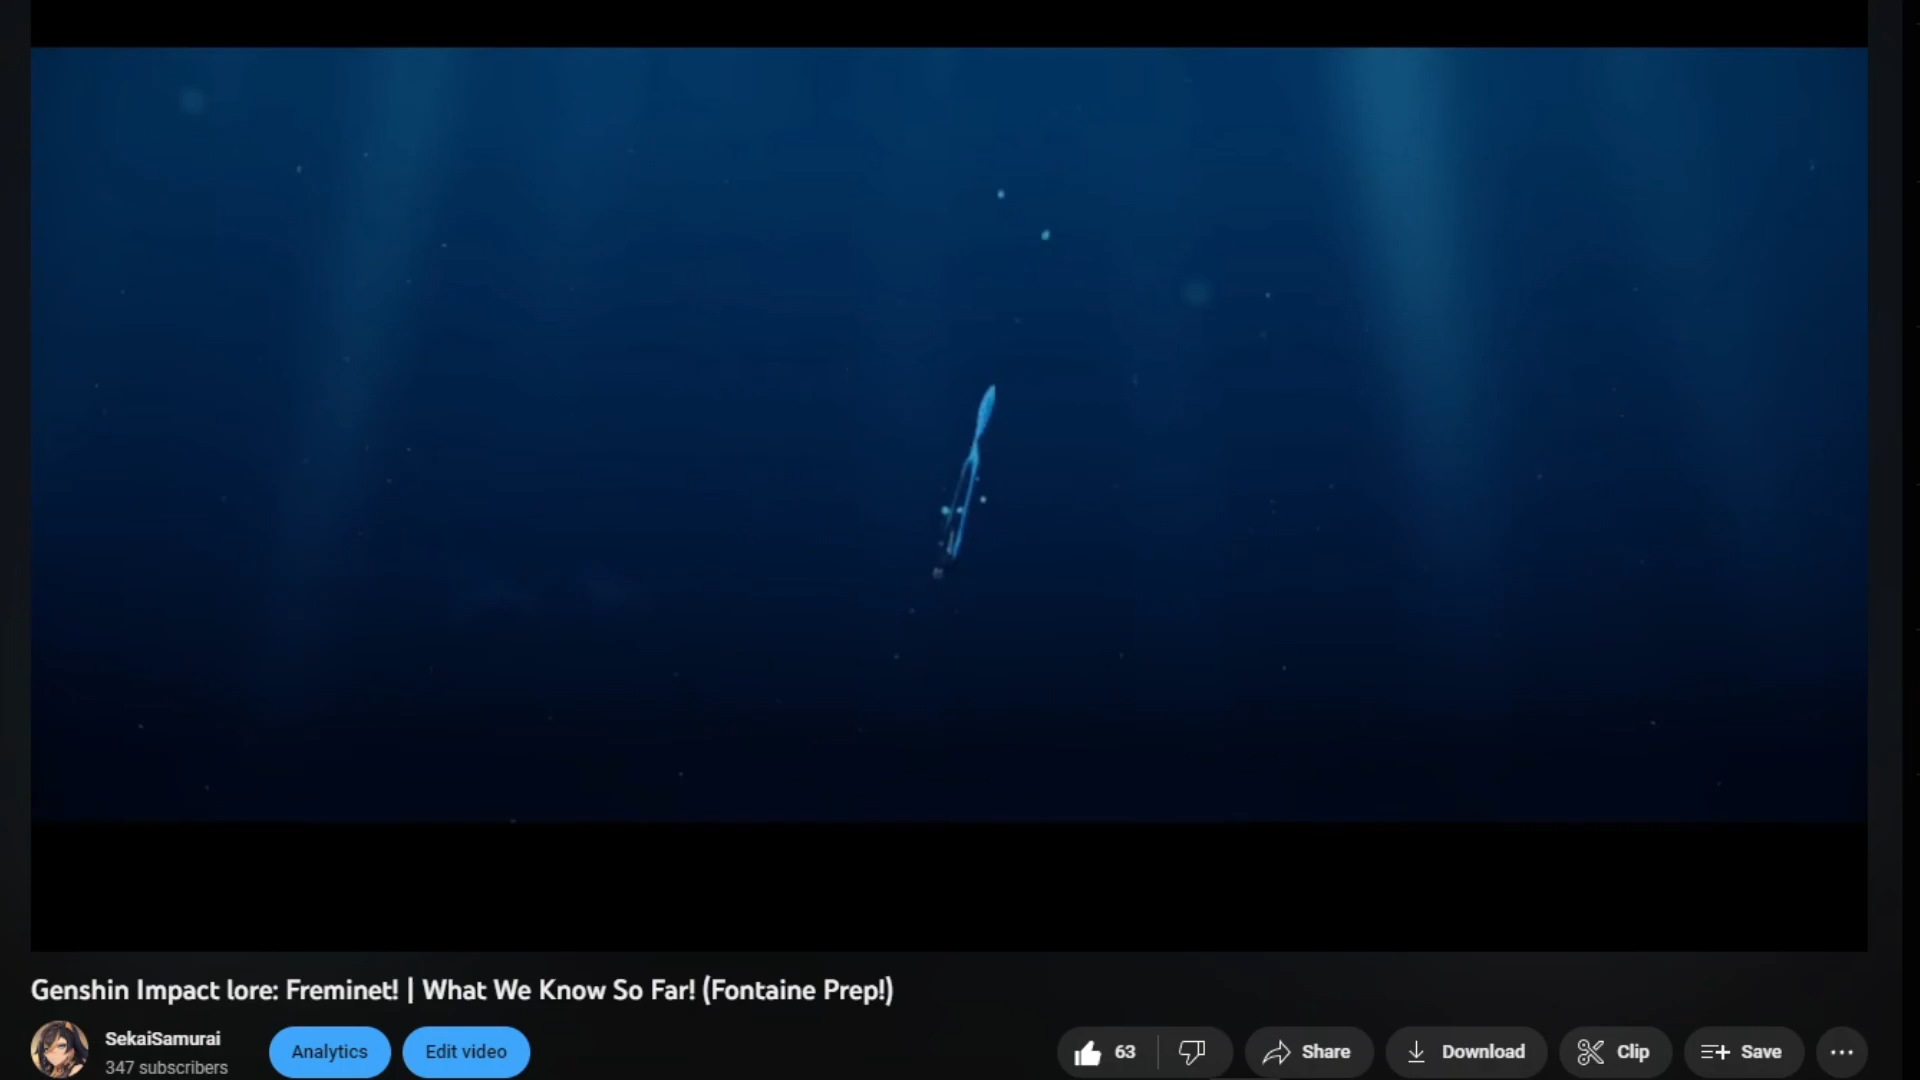 Genshin Impact lore: Freminet! | What We Know So Far! (Fontaine Prep!)
SekaiSamurai
347 subscribers
Analytics
Edit video
63
Share
Download
Clip
Save